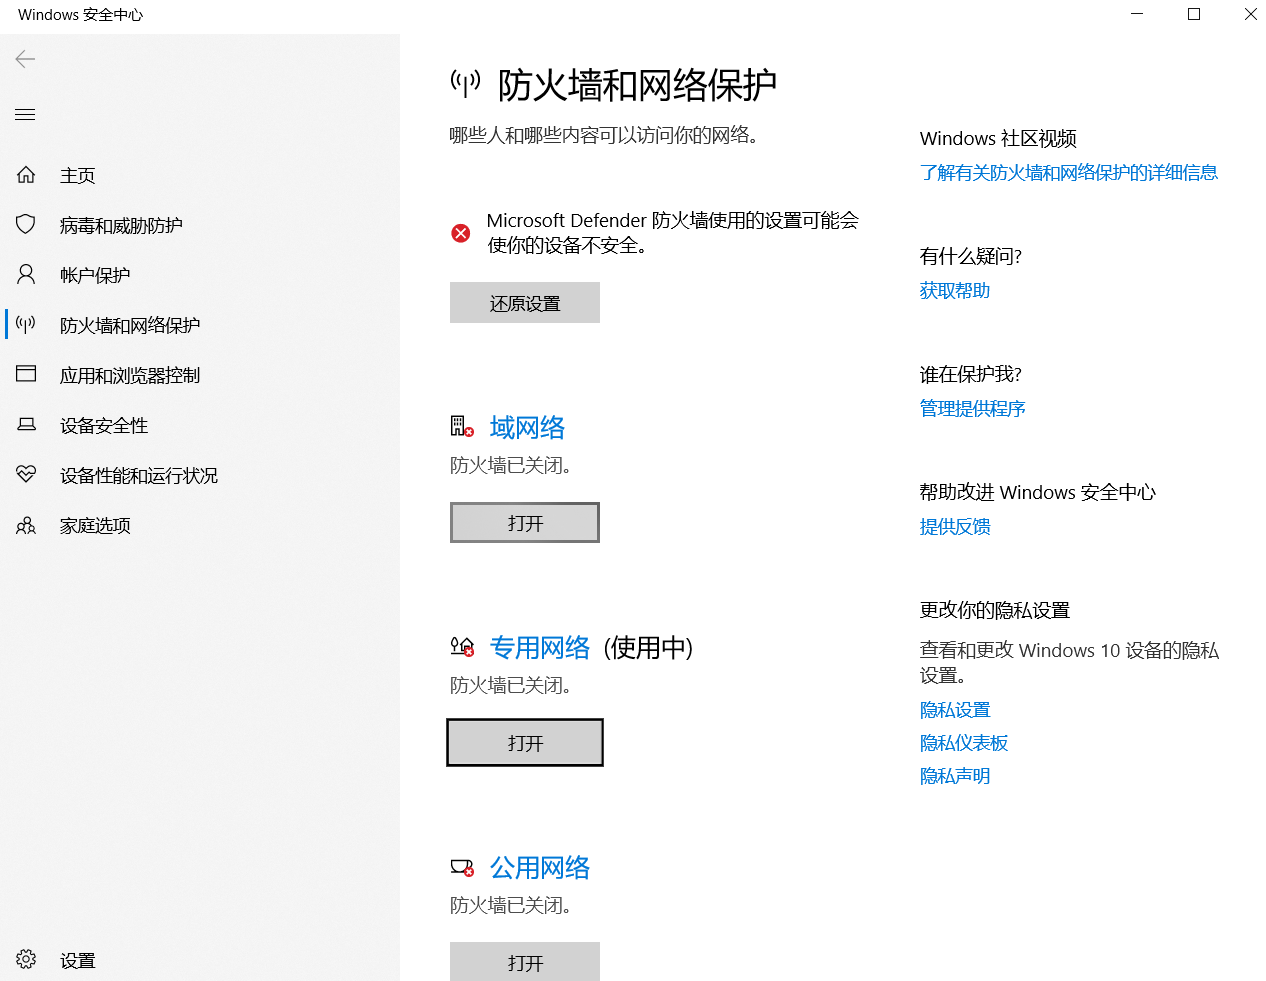 Windows 安全中心
主页
病毒和威胁防护
帐户保护
防火墙和网络保护
应用和浏览器控制
设备安全性
设备性能和运行状况
家庭选项
设置
防火墙和网络保护
哪些人和哪些内容可以访问你的网络。
Microsoft Defender 防火墙使用的设置可能会
使你的设备不安全。
还原设置
域网络
防火墙已关闭。
打开
专用网络 (使用中)
防火墙已关闭。
打开
公用网络
防火墙已关闭。
打开
Windows 社区视频
了解有关防火墙和网络保护的详细信息
有什么疑问?
获取帮助
谁在保护我?
管理提供程序
帮助改进 Windows 安全中心
提供反馈
更改你的隐私设置
查看和更改 Windows 10 设备的隐私
设置。
隐私设置
隐私仪表板
隐私声明